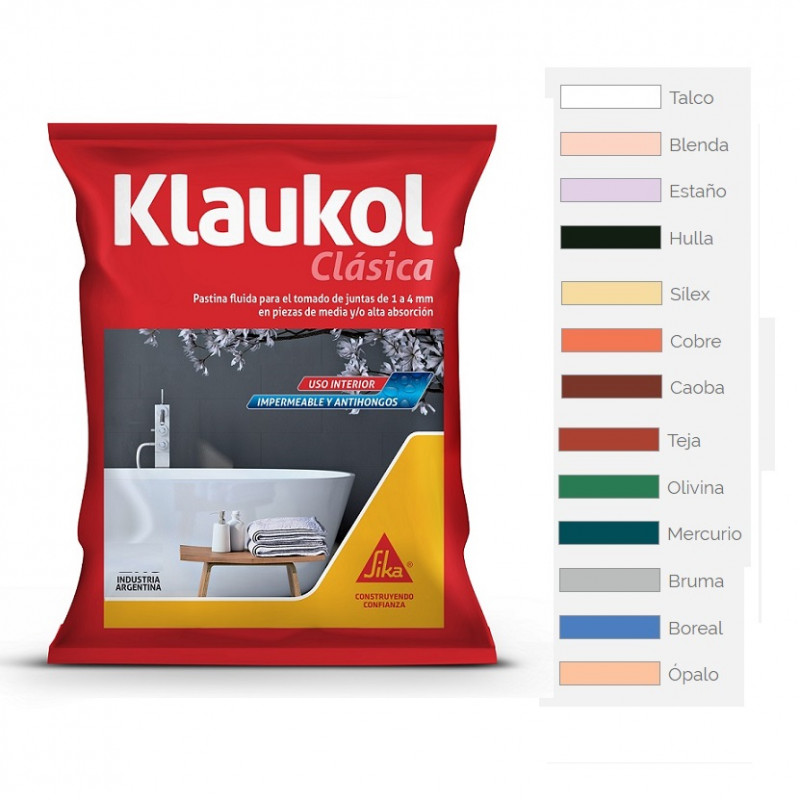 Klaukol
Clásica
Pastina fluida para el tomado de juntas de 1 a 4 mm
en piezas de media y/o alta absorción
USO INTERIOR
IMPERMEABLE Y ANTIHONGOS
INDUSTRIA
ARGENTINA
Sika®
CONSTRUYENDO
CONFIANZA
Talco
Blenda
Estaño
Hulla
Sílex
Cobre
Caoba
Teja
Olivina
Mercurio
Bruma
Boreal
Ópalo